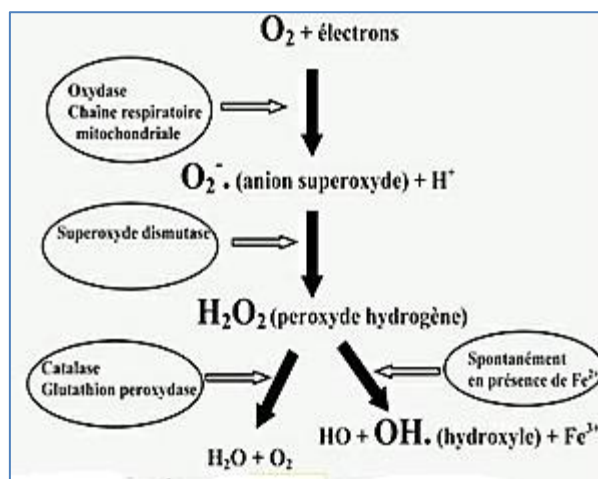 O₂ + électrons
Oxydase
Chaîne respiratoire
mitochondriale
O₂⁻. (anion superoxyde) + H⁺
Superoxyde dismutase
H₂O₂ (peroxyde hydrogène)
Catalase
Glutathion peroxydase
Spontanément
en présence de Fe²⁺
H₂O + O₂
HO + OH. (hydroxyle) + Fe³⁺